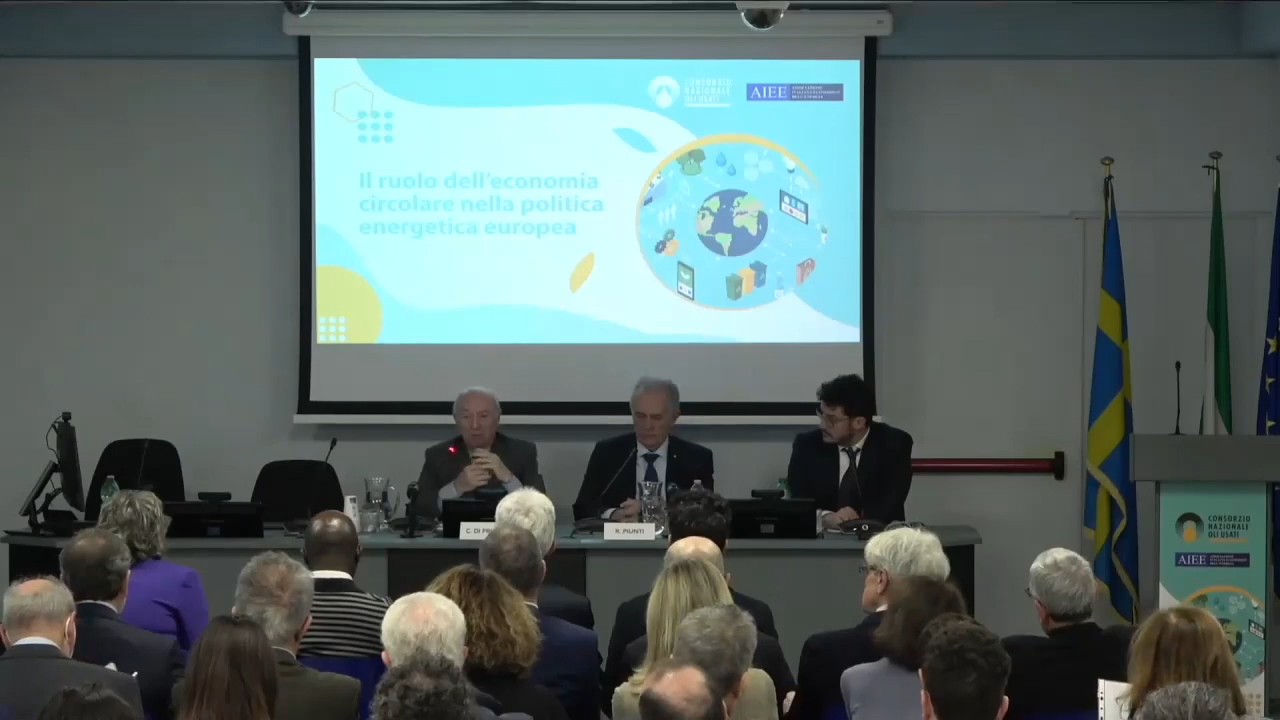 CONSORZIO
NAZIONALE
OLI USATI
AIEE
Il ruolo dell'economia
circolare nella politica
energetica europea
R. PIUNTI
CONSORZIO
NAZIONALE
OLI USATI
AIEE